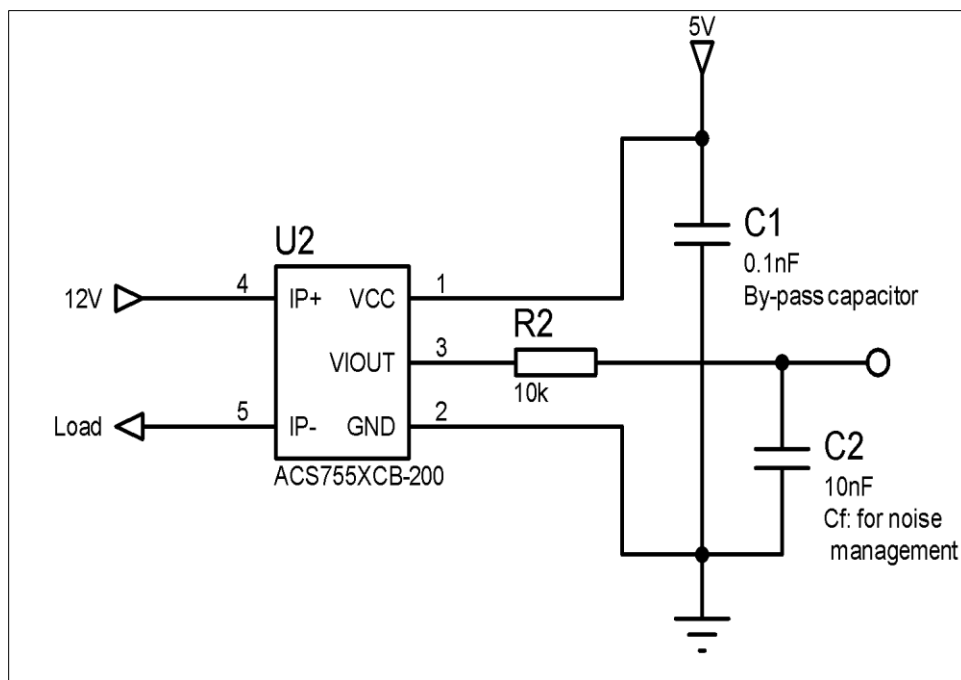 5V
C1
0.1nF
By-pass capacitor
U2
12V
4
IP+
VCC
1
R2
10k
VIOUT
3
Load
5
IP-
GND
2
ACS755XCB-200
C2
10nF
Cf: for noise
management